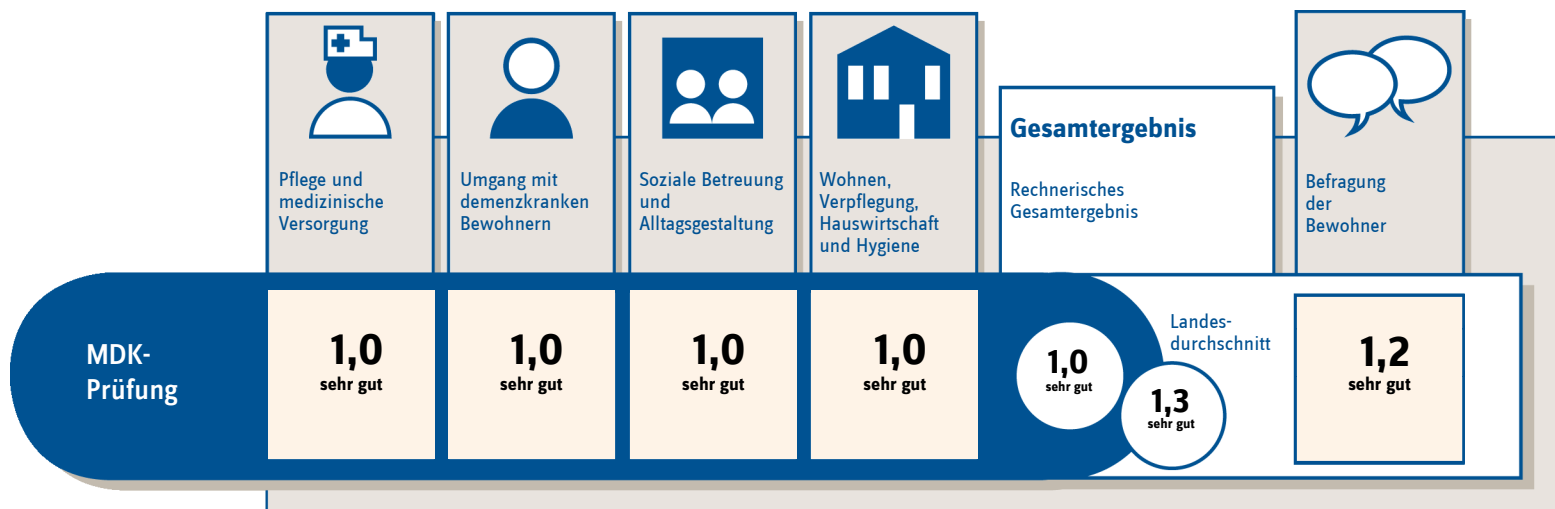 Pflege und
medizinische
Versorgung
Umgang mit
demenzkranken
Bewohnern
Soziale Betreuung
und
Alltagsgestaltung
Wohnen,
Verpflegung,
Hauswirtschaft
und Hygiene
Gesamtergebnis
Rechnerisches
Gesamtergebnis
Befragung
der
Bewohner
MDK-
Prüfung
1,0
sehr gut
1,0
sehr gut
1,0
sehr gut
1,0
sehr gut
1,0
sehr gut
Landes-
durchschnitt
1,3
sehr gut
1,2
sehr gut